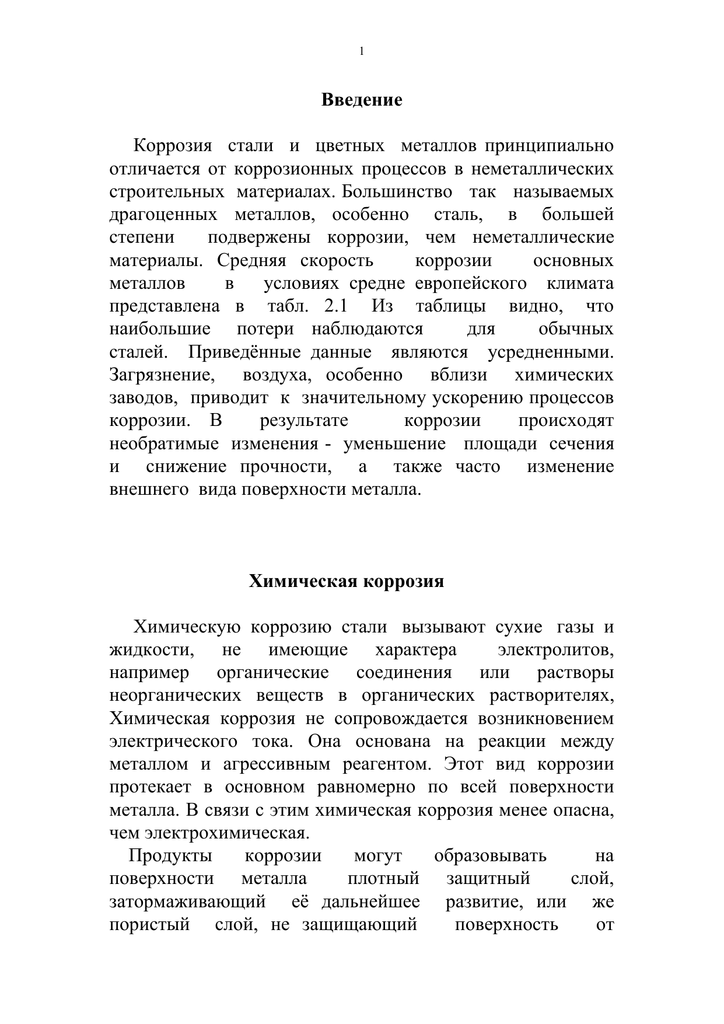 1
Введение
Коррозия стали и цветных металлов принципиально
отличается от коррозионных процессов в неметаллических
строительных материалах. Большинство так называемых
драгоценных металлов, особенно сталь, в большей
степени подвержены коррозии, чем неметаллические
материалы. Средняя скорость коррозии основных
металлов в условиях средне европейского климата
представлена в табл. 2.1 Из таблицы видно, что
наибольшие потери наблюдаются для обычных
сталей. Приведённые данные являются усредненными.
Загрязнение, воздуха, особенно вблизи химических
заводов, приводит к значительному ускорению процессов
коррозии. В результате коррозии происходят
необратимые изменения - уменьшение площади сечения
и снижение прочности, а также часто изменение
внешнего вида поверхности металла.
Химическая коррозия
Химическую коррозию стали вызывают сухие газы и
жидкости, не имеющие характера электролитов,
например органические соединения или растворы
неорганических веществ в органических растворителях,
Химическая коррозия не сопровождается возникновением
электрического тока. Она основана на реакции между
металлом и агрессивным реагентом. Этот вид коррозии
протекает в основном равномерно по всей поверхности
металла. В связи с этим химическая коррозия менее опасна,
чем электрохимическая.
Продукты коррозии могут образовывать на
поверхности металла плотный защитный слой,
затормаживающий её дальнейшее развитие, или же
пористый слой, не защищающий поверхность от